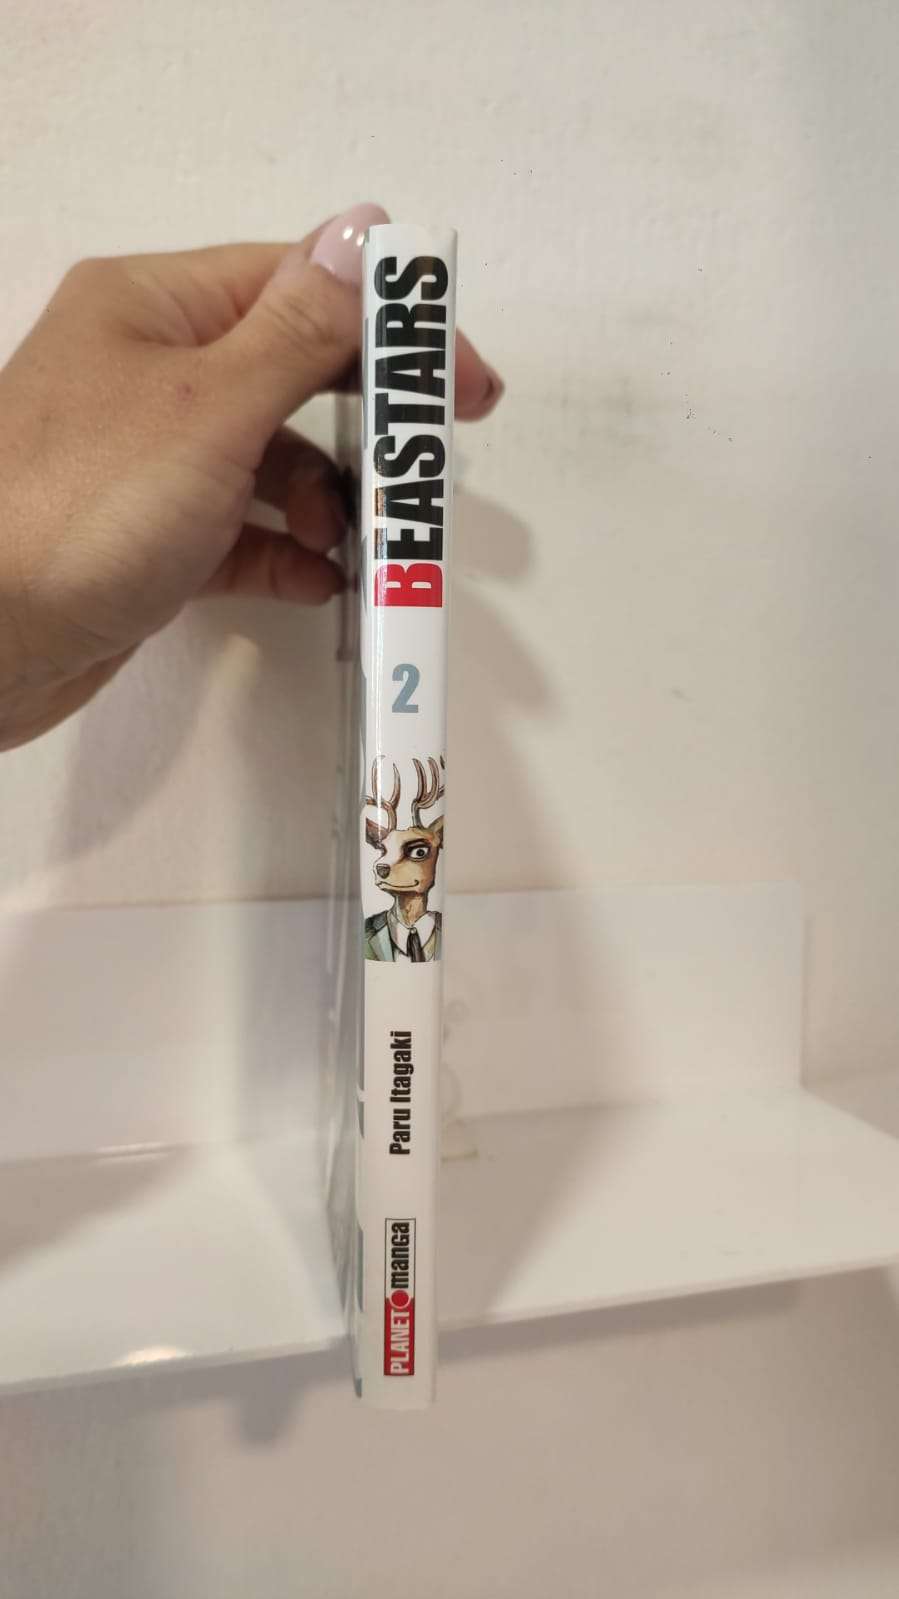 BEASTARS
2
Paru Itagaki
PLANET manga